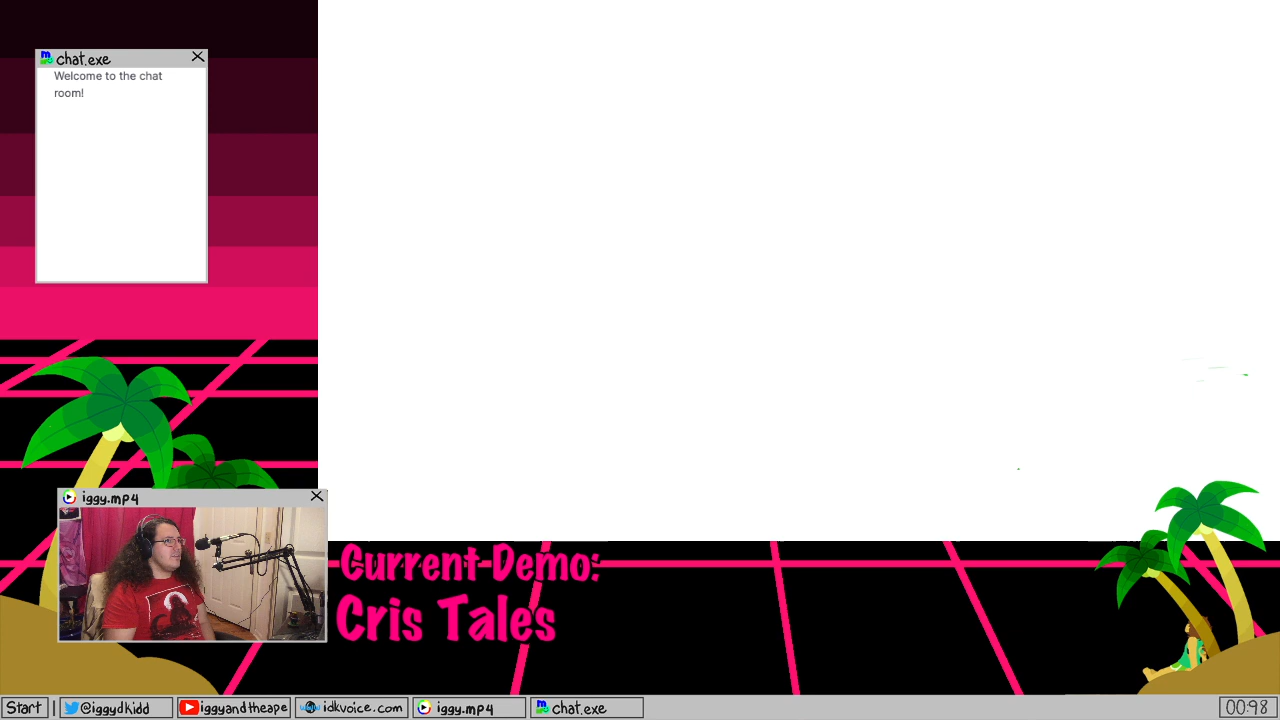 chat.exe
Welcome to the chat
room!
iggy.mp4
Current Demo:
Cris Tales
Start
@iggydkidd
iggyandtheape
www idkvoice.com
iggy.mp4
chat.exe
00:98